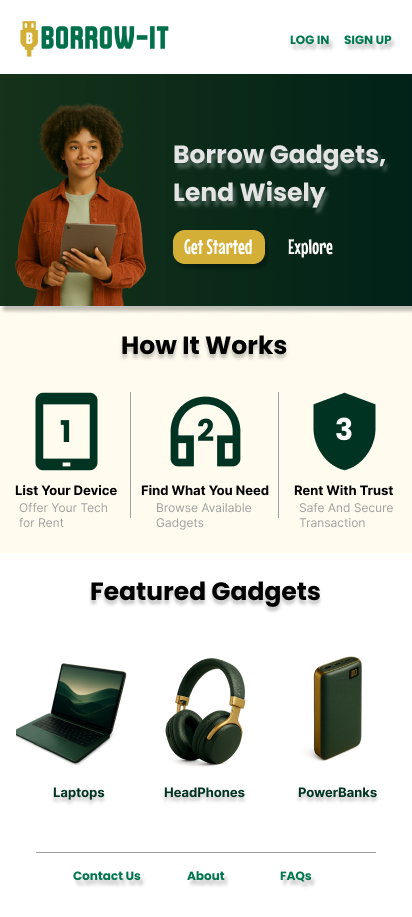 B BORROW-IT
LOG IN SIGN UP
Borrow Gadgets,
Lend Wisely
Get Started Explore
How It Works
1 2 3
List Your Device Find What You Need Rent With Trust
Offer Your Tech Browse Available Safe And Secure
for Rent Gadgets Transaction
Featured Gadgets
Laptops HeadPhones PowerBanks
Contact Us About FAQs